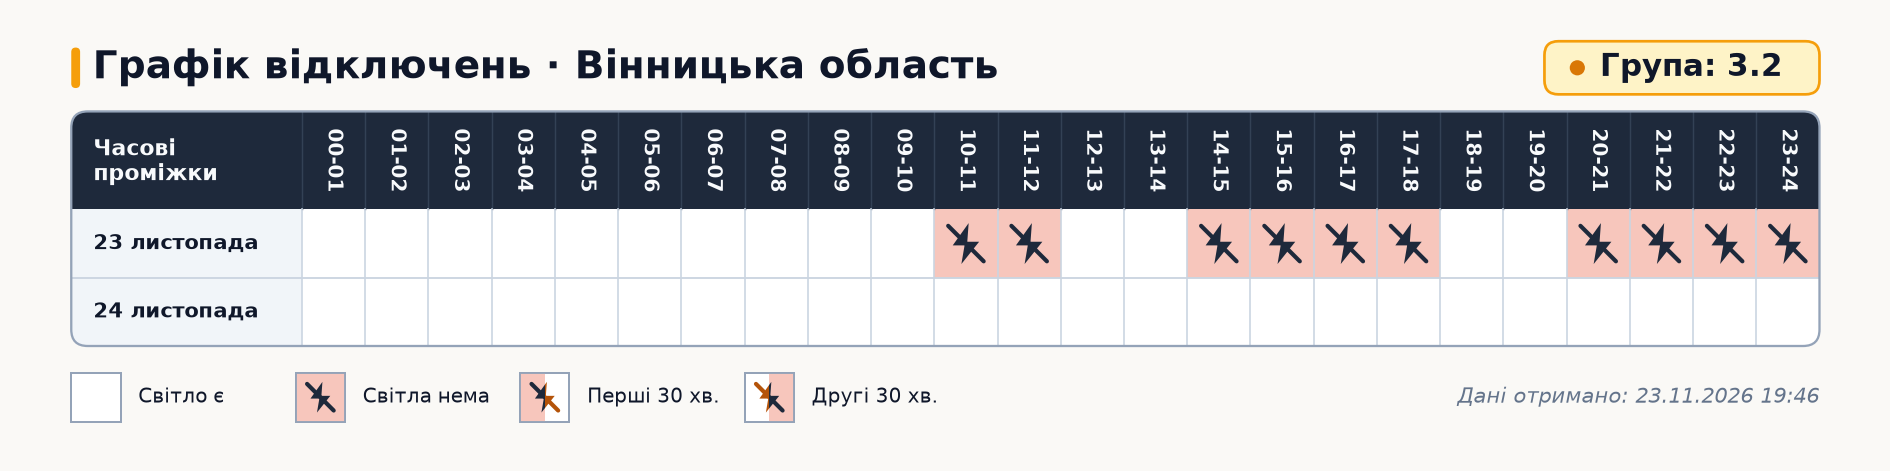 Графік відключень · Вінницька область
Група: 3.2
Часові
проміжки
00-01
01-02
02-03
03-04
04-05
05-06
06-07
07-08
08-09
09-10
10-11
11-12
12-13
13-14
14-15
15-16
16-17
17-18
18-19
19-20
20-21
21-22
22-23
23-24
23 листопада
24 листопада
Світло є
Світла нема
Перші 30 хв.
Другі 30 хв.
Дані отримано: 23.11.2026 19:46